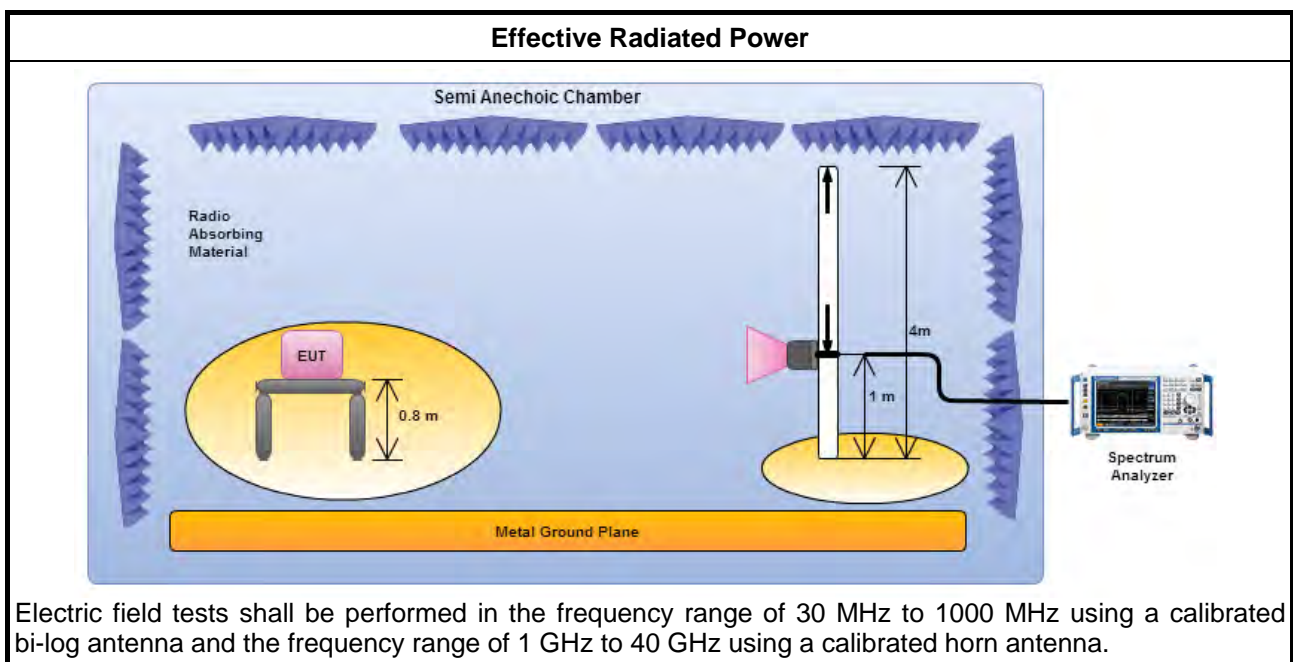 Effective Radiated Power
Semi Anechoic Chamber
Radio
Absorbing
Material
EUT
0.8 m
4m
1 m
Spectrum
Analyzer
Metal Ground Plane
Electric field tests shall be performed in the frequency range of 30 MHz to 1000 MHz using a calibrated
bi-log antenna and the frequency range of 1 GHz to 40 GHz using a calibrated horn antenna.